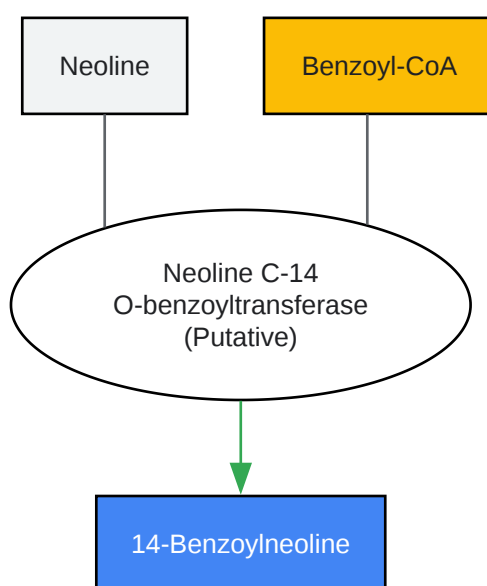 Neoline
Benzoyl-CoA
Neoline C-14
O-benzoyltransferase
(Putative)
14-Benzoylneoline